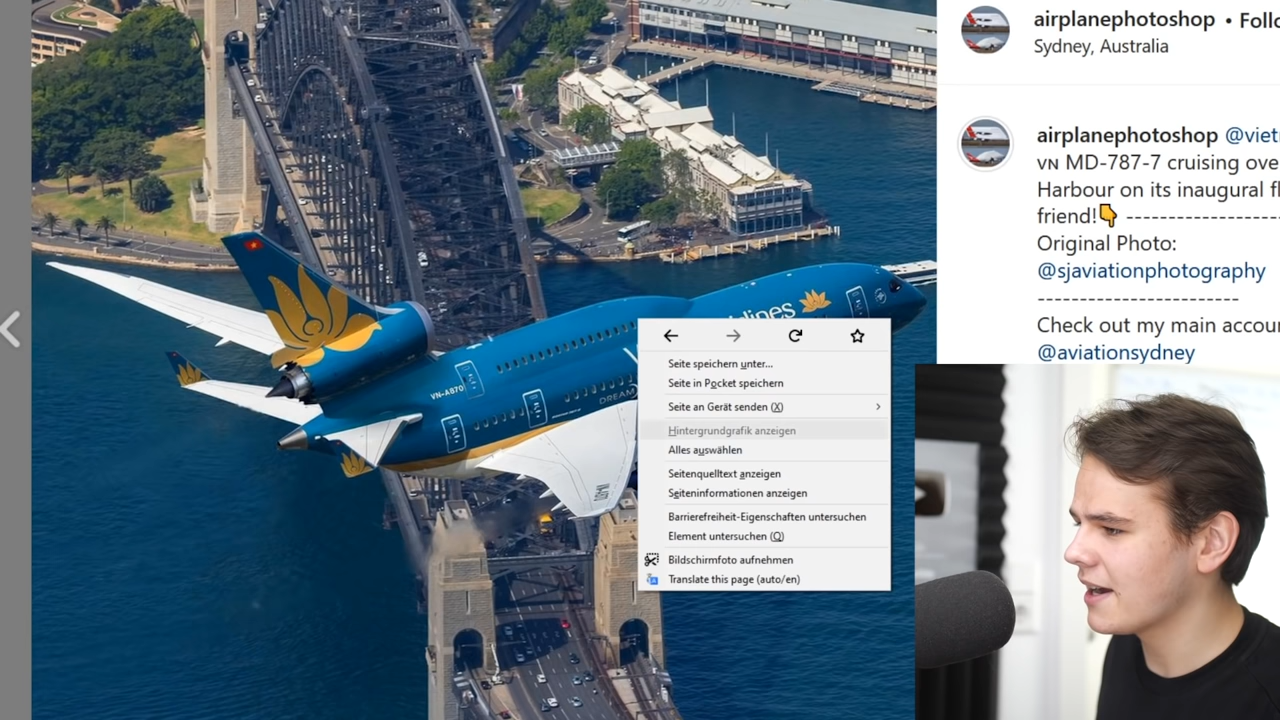 airplanephotoshop • Follo
Sydney, Australia
airplanephotoshop @viet
VN MD-787-7 cruising ove
Harbour on its inaugural fl
friend!👇 -------------------
Original Photo:
@sjaviationphotography
------------------------
Check out my main accour
@aviationsydney
lines
VN-A870
DREAM
Seite speichern unter...
Seite in Pocket speichern
Seite an Gerät senden (X)
Hintergrundgrafik anzeigen
Alles auswählen
Seitenquelltext anzeigen
Seiteninformationen anzeigen
Barrierefreiheit-Eigenschaften untersuchen
Element untersuchen (Q)
Bildschirmfoto aufnehmen
Translate this page (auto/en)